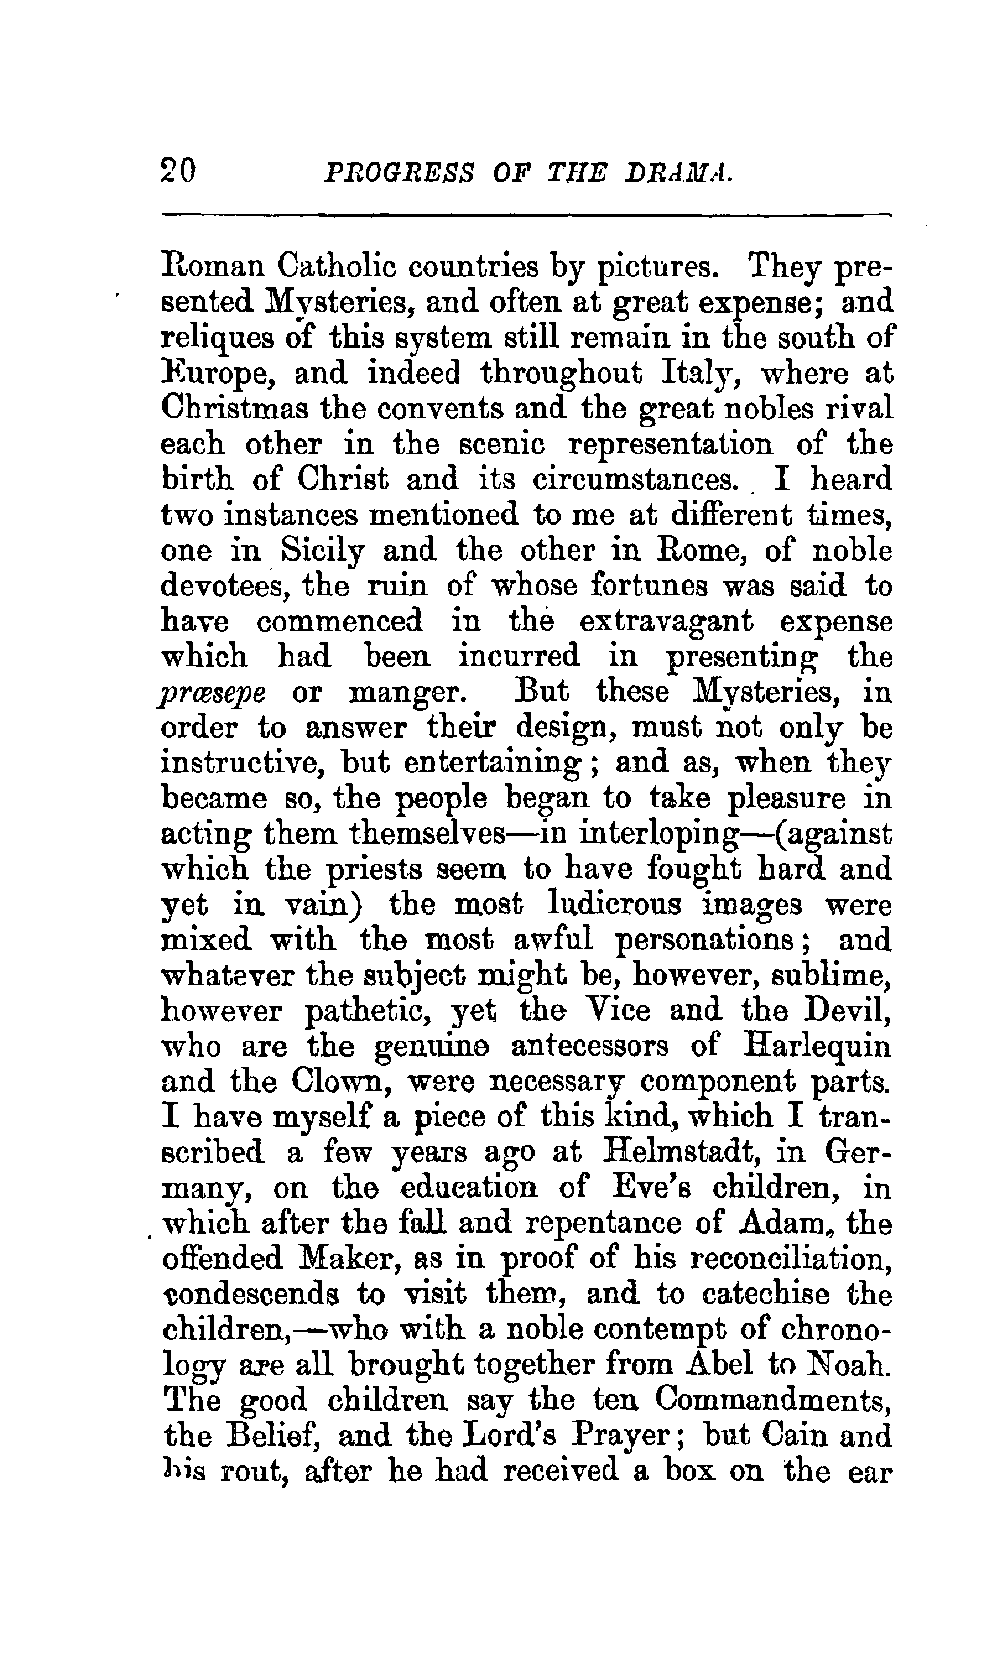 20 PROGRESS OF THE DRAMA.
Roman Catholic countries by pictures. They pre-
sented Mysteries, and often at great expense; and
reliques of this system still remain in the south of
Europe, and indeed throughout Italy, where at
Christmas the convents and the great nobles rival
each other in the scenic representation of the
birth of Christ and its circumstances. I heard
two instances mentioned to me at different times,
one in Sicily and the other in Rome, of noble
devotees, the ruin of whose fortunes was said to
have commenced in the extravagant expense
which had been incurred in presenting the
præsepe or manger. But these Mysteries, in
order to answer their design, must not only be
instructive, but entertaining; and as, when they
became so, the people began to take pleasure in
acting them themselves—in interloping—(against
which the priests seem to have fought hard and
yet in vain) the most ludicrous images were
mixed with the most awful personations; and
whatever the subject might be, however, sublime,
however pathetic, yet the Vice and the Devil,
who are the genuine antecessors of Harlequin
and the Clown, were necessary component parts.
I have myself a piece of this kind, which I tran-
scribed a few years ago at Helmstadt, in Ger-
many, on the education of Eve's children, in
which after the fall and repentance of Adam, the
offended Maker, as in proof of his reconciliation,
condescends to visit them, and to catechise the
children,—who with a noble contempt of chrono-
logy are all brought together from Abel to Noah.
The good children say the ten Commandments,
the Belief, and the Lord's Prayer; but Cain and
his rout, after he had received a box on the ear